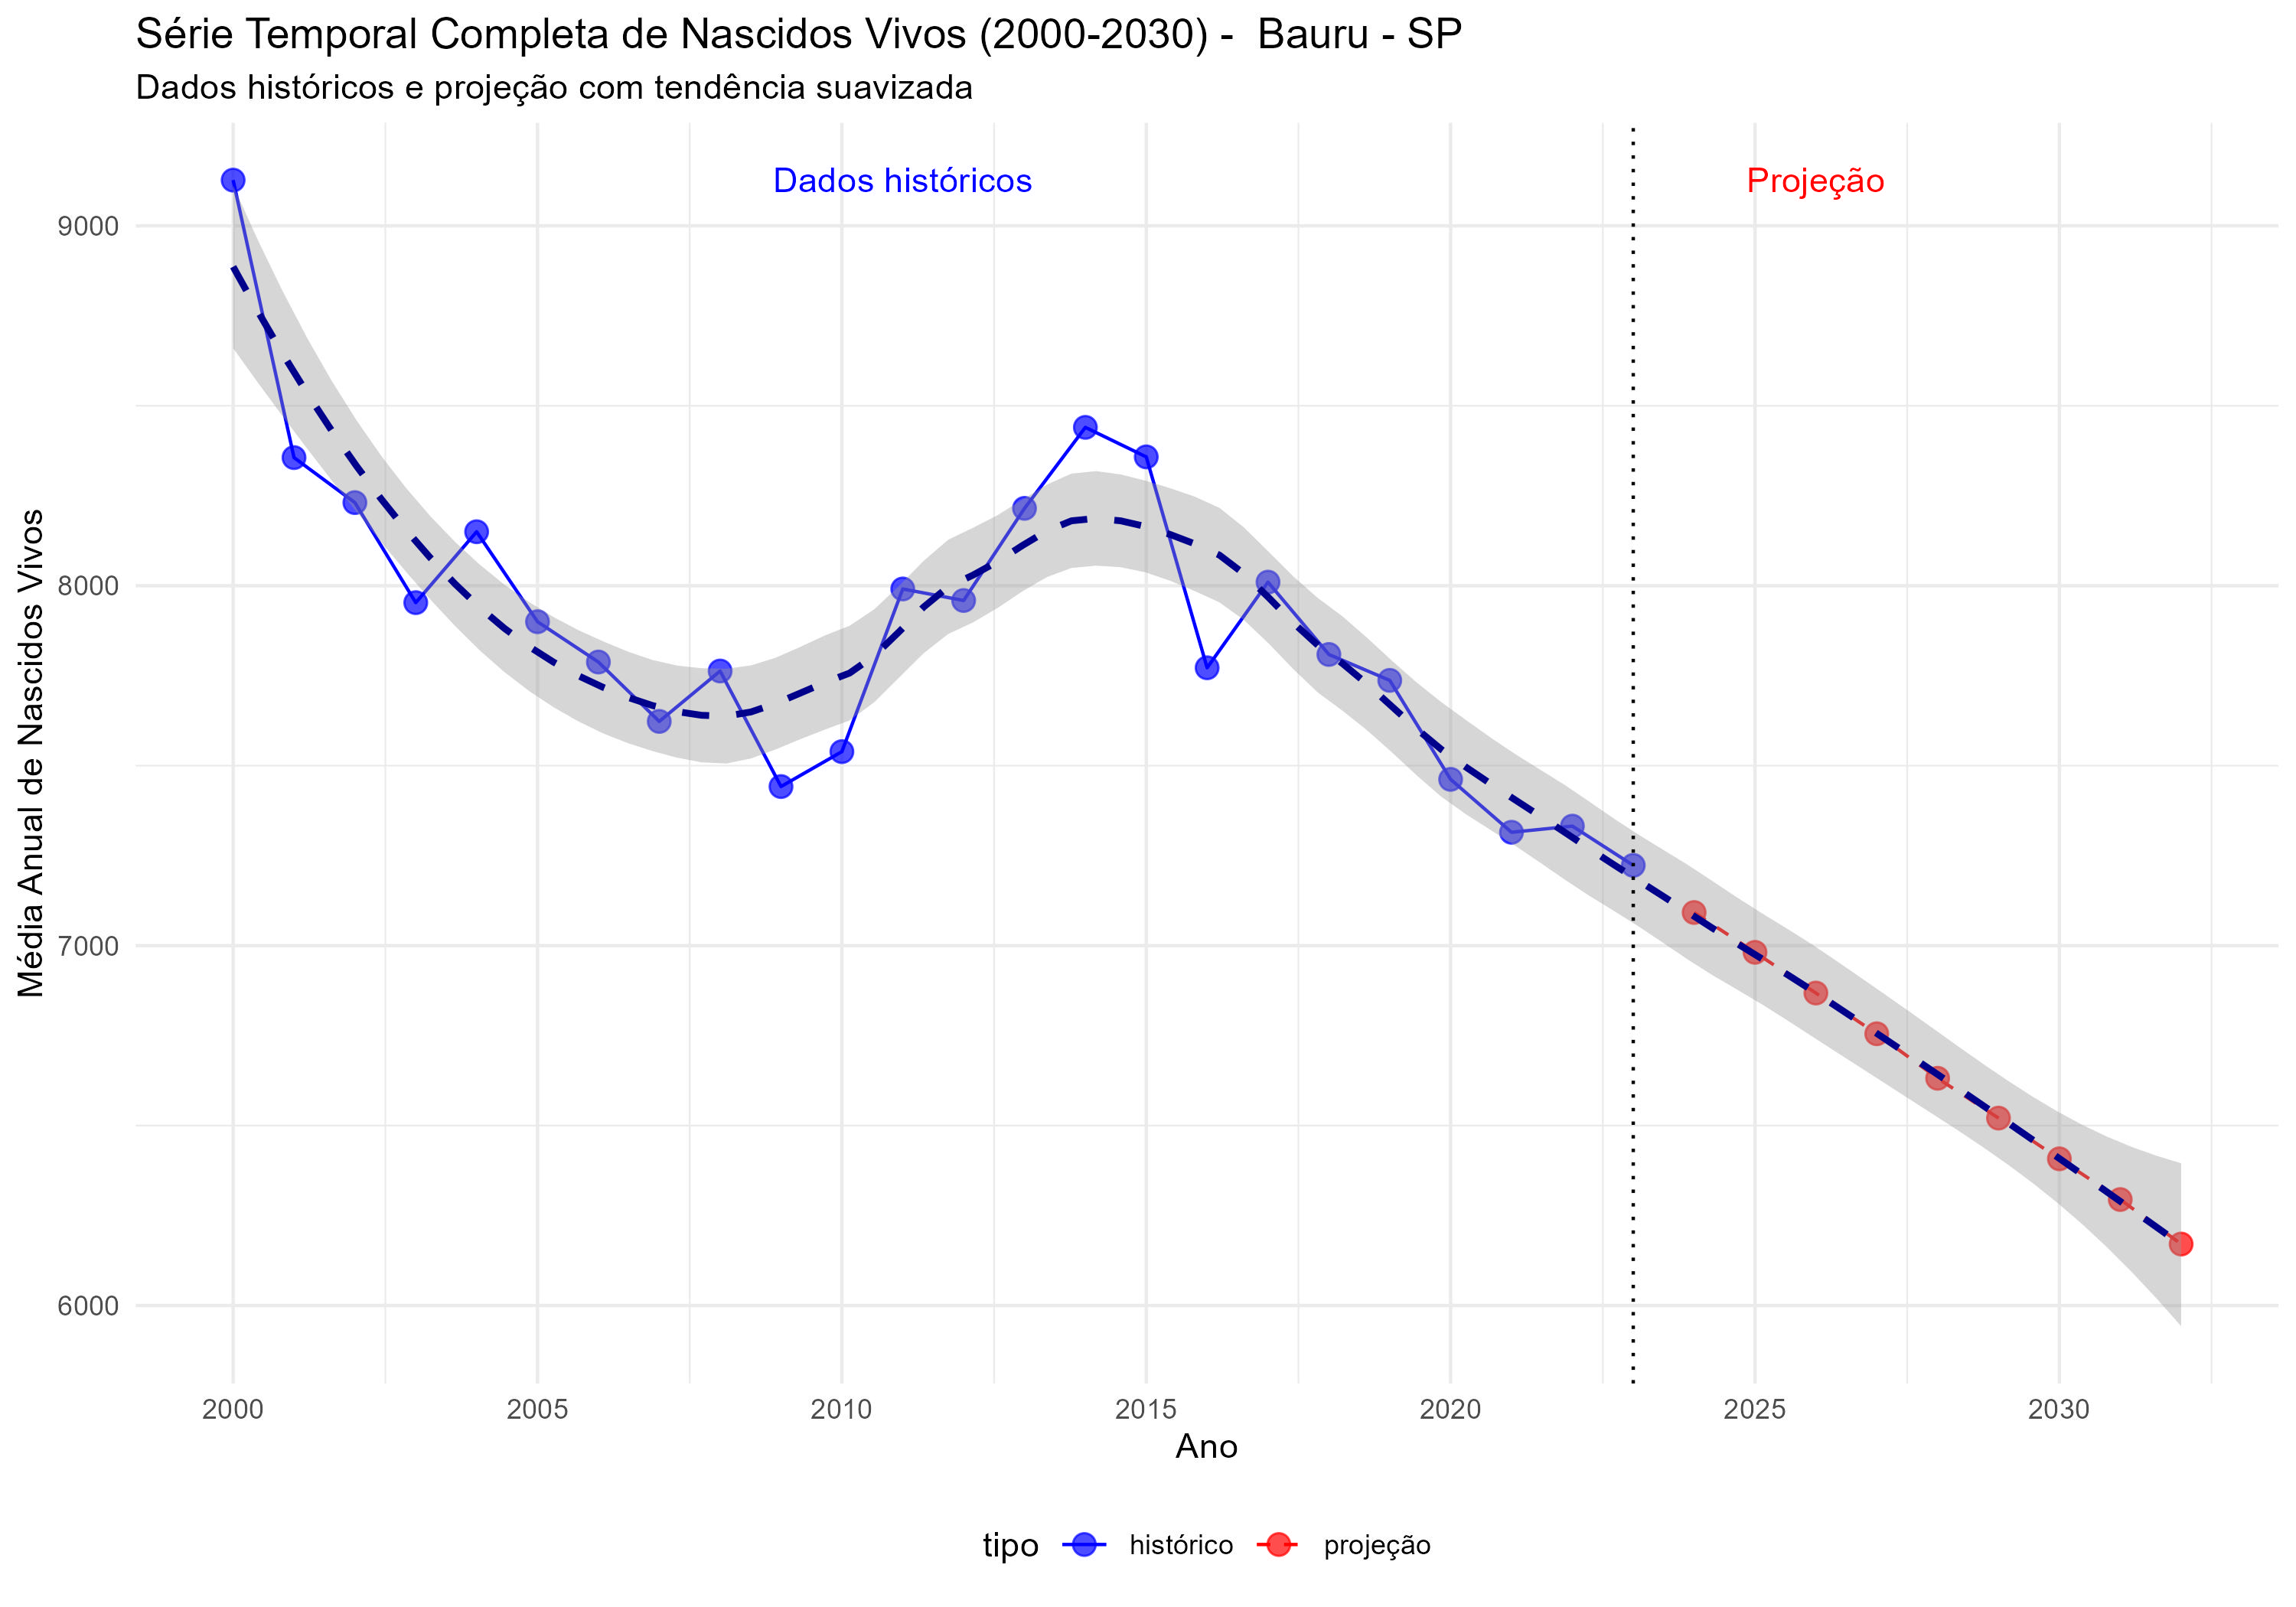 Série Temporal Completa de Nascidos Vivos (2000-2030) -  Bauru - SP
Dados históricos e projeção com tendência suavizada
Dados históricos
Projeção
Média Anual de Nascidos Vivos
9000
8000
7000
6000
2000
2005
2010
2015
2020
2025
2030
Ano
tipo
histórico
projeção